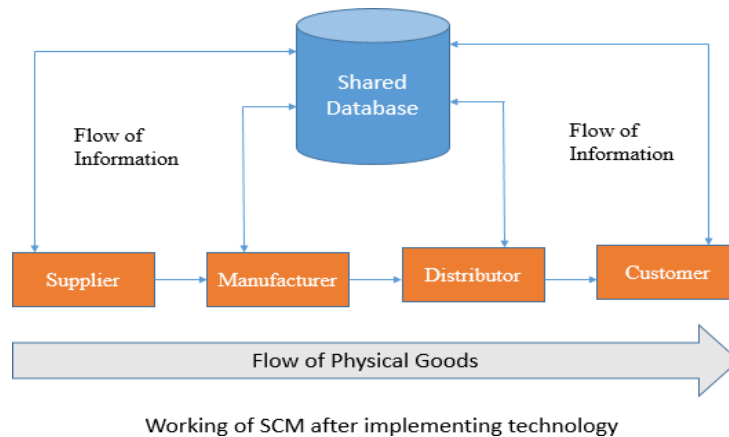 Shared
Database
Flow of
Information
Flow of
Information
Supplier
Manufacturer
Distributor
Customer
Flow of Physical Goods
Working of SCM after implementing technology